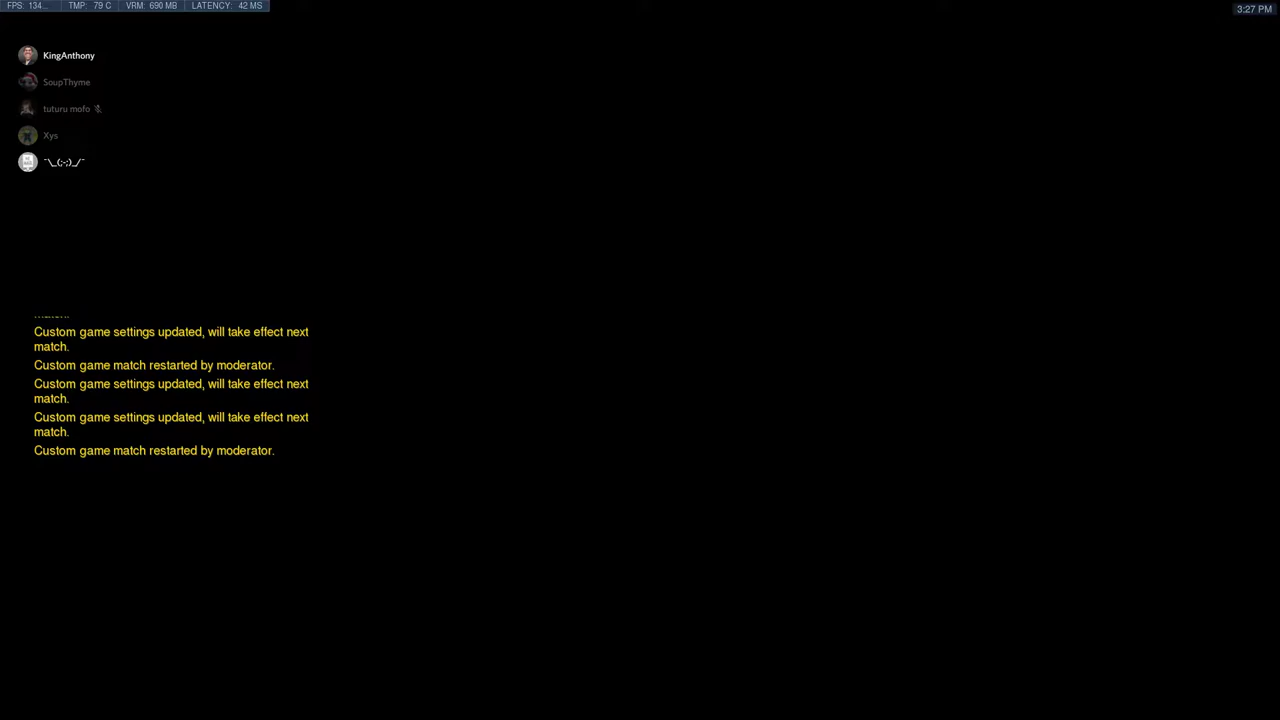 FPS: 134... TMP: 79 C VRM: 690 MB LATENCY: 42 MS
3:27 PM
KingAnthony
SoupThyme
tuturu mofo
Xys
¯\_(;-;)_/¯
Custom game settings updated, will take effect next
match.
Custom game match restarted by moderator.
Custom game settings updated, will take effect next
match.
Custom game settings updated, will take effect next
match.
Custom game match restarted by moderator.